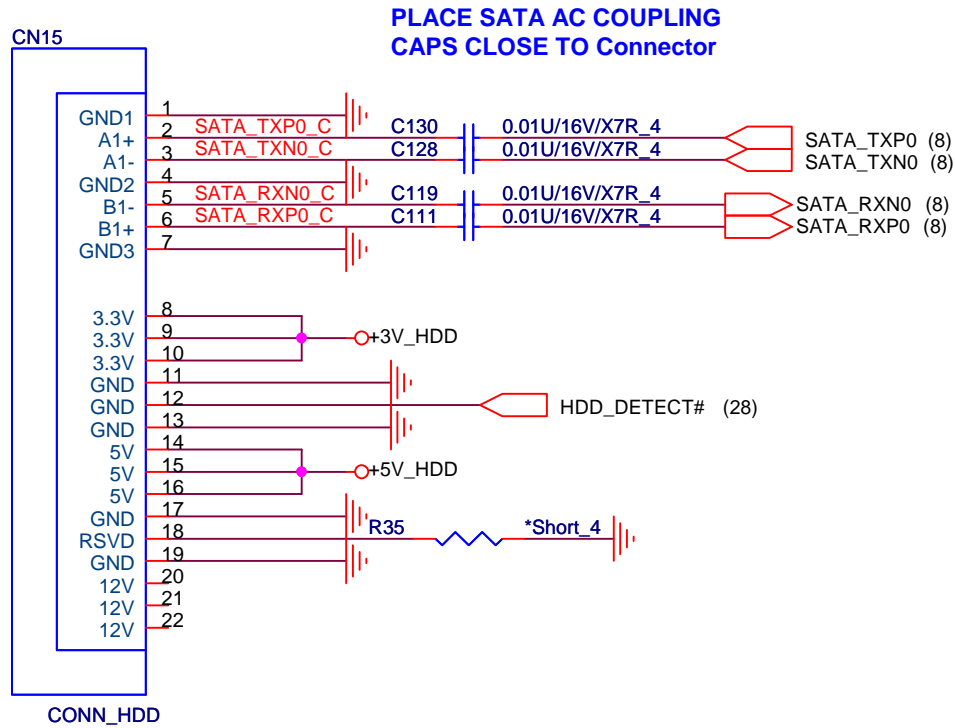 PLACE SATA AC COUPLING
CAPS CLOSE TO Connector
CN15
GND1 1
A1+ 2 SATA_TXP0_C C130 0.01U/16V/X7R_4 SATA_TXP0 (8)
A1- 3 SATA_TXN0_C C128 0.01U/16V/X7R_4 SATA_TXN0 (8)
GND2 4
B1- 5 SATA_RXN0_C C119 0.01U/16V/X7R_4 SATA_RXN0 (8)
B1+ 6 SATA_RXP0_C C111 0.01U/16V/X7R_4 SATA_RXP0 (8)
GND3 7
3.3V 8
3.3V 9 +3V_HDD
3.3V 10
GND 11
GND 12 HDD_DETECT# (28)
GND 13
5V 14
5V 15 +5V_HDD
5V 16
GND 17
RSVD 18 R35 *Short_4
GND 19
12V 20
12V 21
12V 22
CONN_HDD